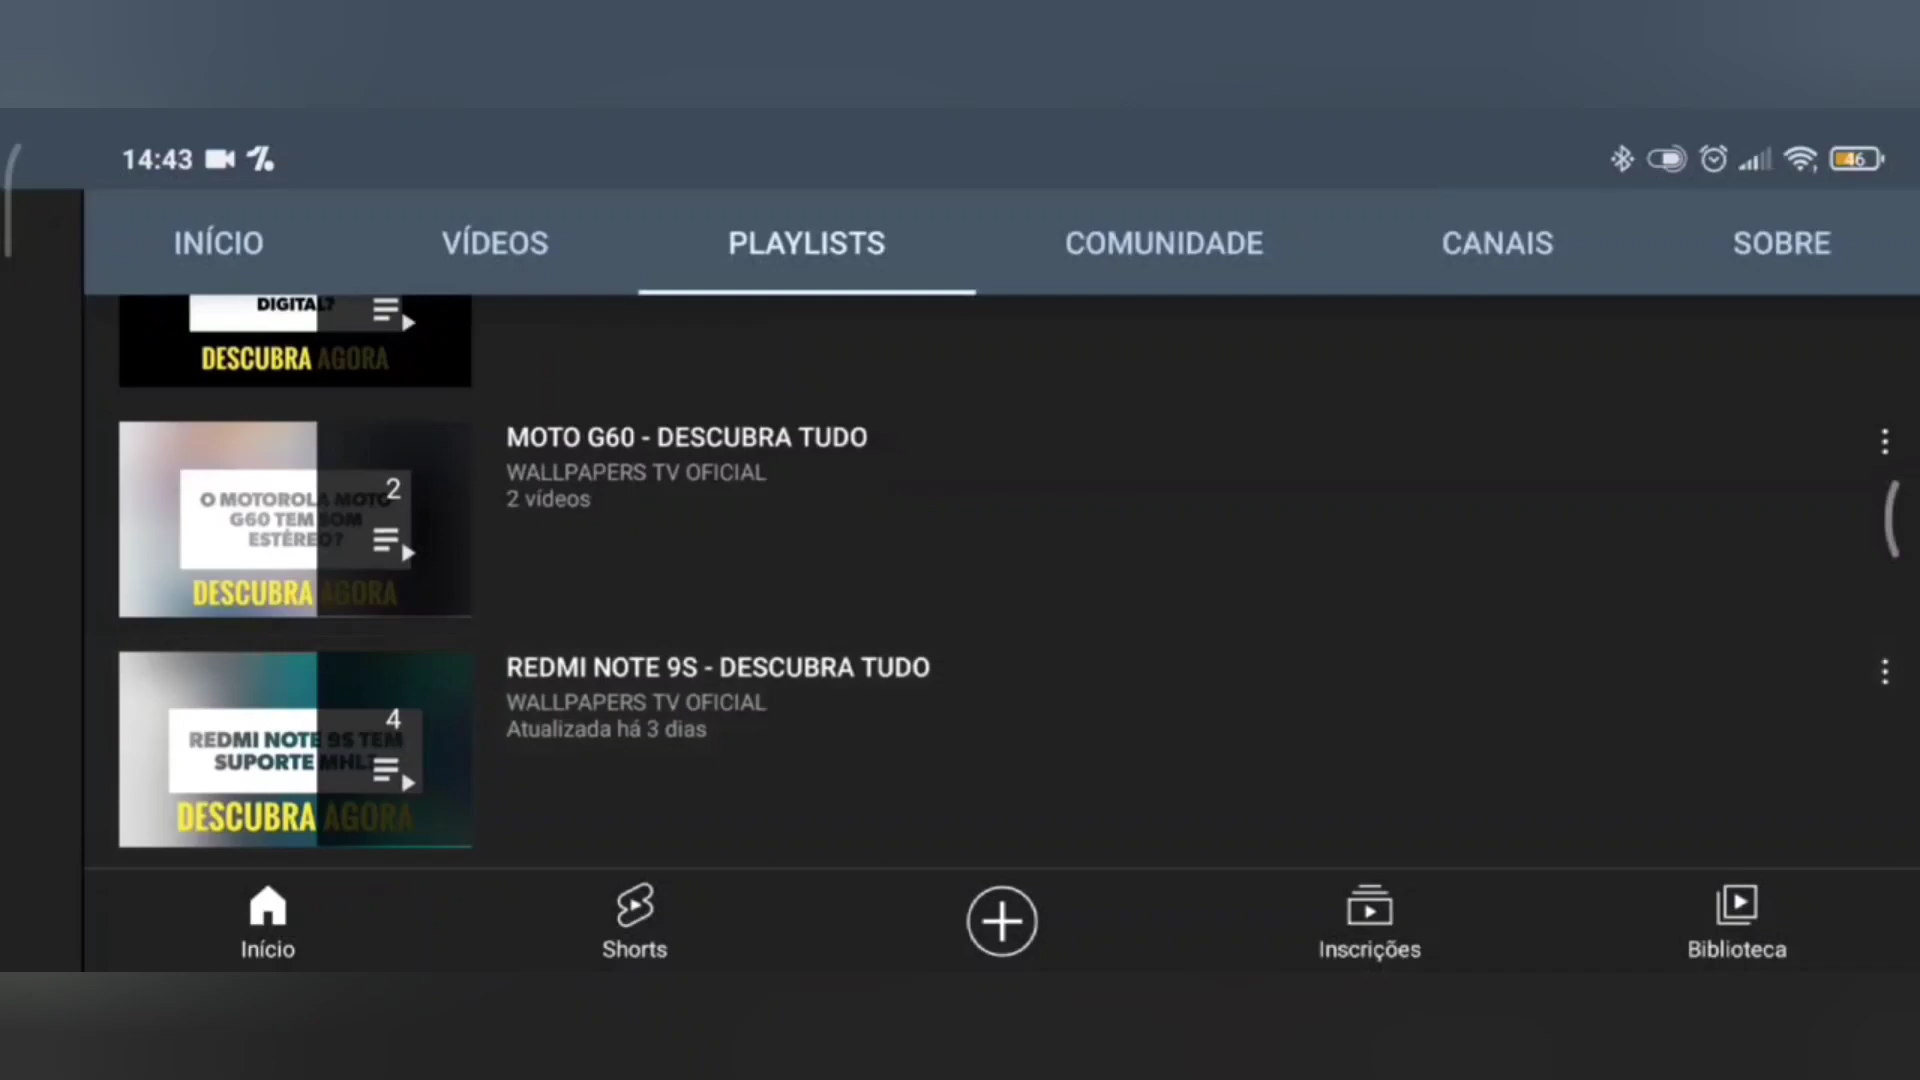 14:43
46
INÍCIO VÍDEOS PLAYLISTS COMUNIDADE CANAIS SOBRE
DIGITAL?
DESCUBRA AGORA
MOTO G60 - DESCUBRA TUDO
WALLPAPERS TV OFICIAL
2 vídeos
2
O MOTOROLA MOTO
G60 TEM SOM
ESTÉREO?
DESCUBRA AGORA
REDMI NOTE 9S - DESCUBRA TUDO
WALLPAPERS TV OFICIAL
Atualizada há 3 dias
4
REDMI NOTE 9S TEM
SUPORTE MHL?
DESCUBRA AGORA
Início Shorts Inscrições Biblioteca